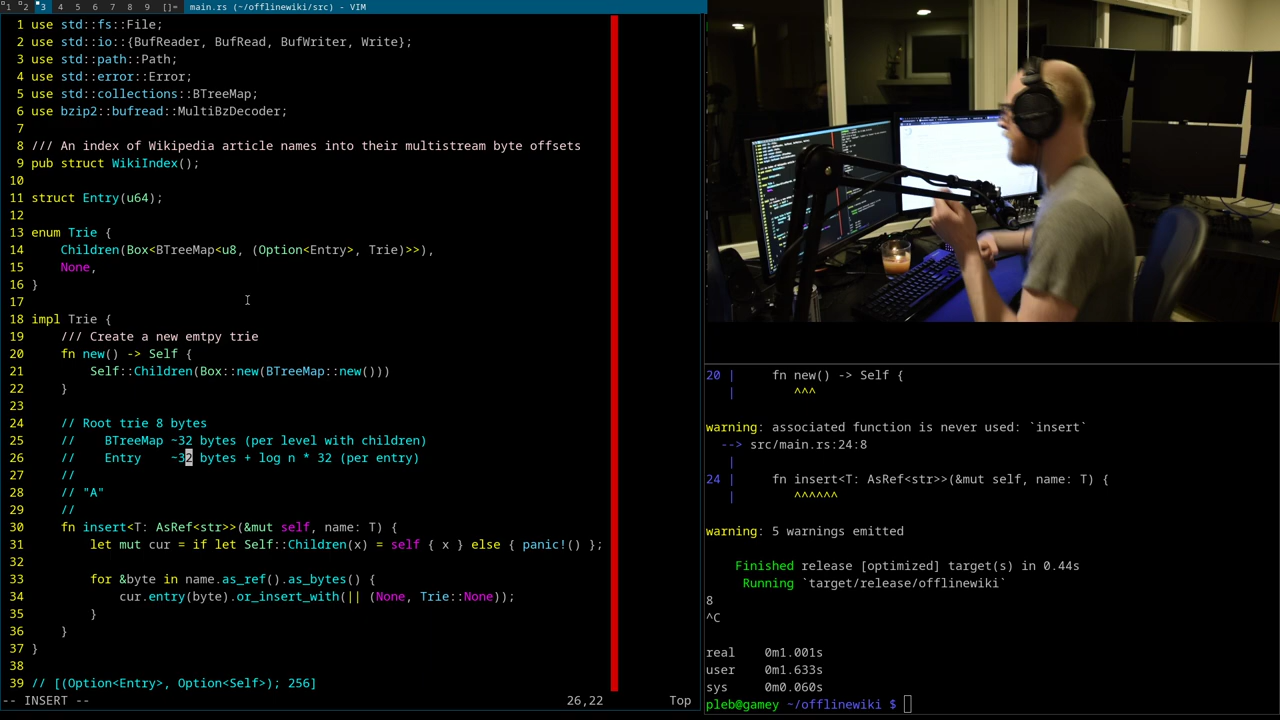 1 2 3 4 5 6 7 8 9 []= main.rs (~/offlinewiki/src) - VIM
1 use std::fs::File;
2 use std::io::{BufReader, BufRead, BufWriter, Write};
3 use std::path::Path;
4 use std::error::Error;
5 use std::collections::BTreeMap;
6 use bzip2::bufread::MultiBzDecoder;
7
8 /// An index of Wikipedia article names into their multistream byte offsets
9 pub struct WikiIndex();
10
11 struct Entry(u64);
12
13 enum Trie {
14     Children(Box<BTreeMap<u8, (Option<Entry>, Trie)>>),
15     None,
16 }
17
18 impl Trie {
19     /// Create a new emtpy trie
20     fn new() -> Self {
21         Self::Children(Box::new(BTreeMap::new()))
22     }
23
24     // Root trie 8 bytes
25     //    BTreeMap ~32 bytes (per level with children)
26     //    Entry    ~32 bytes + log n * 32 (per entry)
27     //
28     // "A"
29     //
30     fn insert<T: AsRef<str>>(&mut self, name: T) {
31         let mut cur = if let Self::Children(x) = self { x } else { panic!() };
32
33         for &byte in name.as_ref().as_bytes() {
34             cur.entry(byte).or_insert_with(|| (None, Trie::None));
35         }
36     }
37 }
38
39 // [(Option<Entry>, Option<Self>); 256]
-- INSERT -- 26,22 Top
20 |     fn new() -> Self {
   |        ^^^
warning: associated function is never used: `insert`
  --> src/main.rs:24:8
   |
24 |     fn insert<T: AsRef<str>>(&mut self, name: T) {
   |        ^^^^^^
warning: 5 warnings emitted
    Finished release [optimized] target(s) in 0.44s
     Running `target/release/offlinewiki`
8
^C
real    0m1.001s
user    0m1.633s
sys     0m0.060s
pleb@gamey ~/offlinewiki $